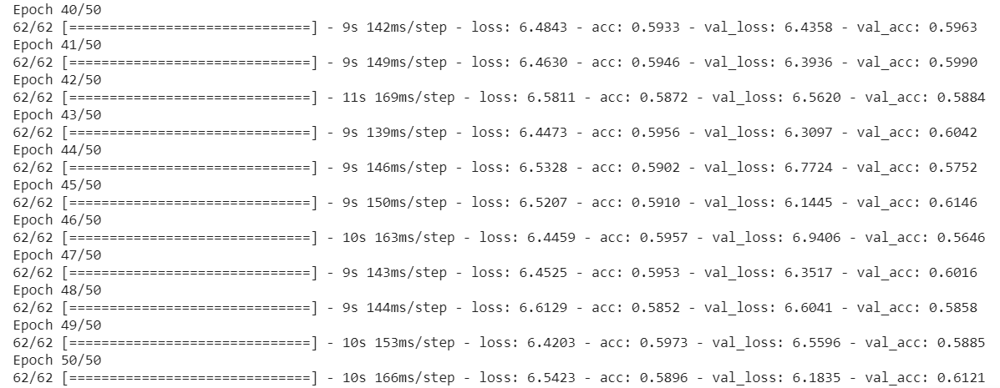 Epoch 40/50
62/62 [==============================] - 9s 142ms/step - loss: 6.4843 - acc: 0.5933 - val_loss: 6.4358 - val_acc: 0.5963
Epoch 41/50
62/62 [==============================] - 9s 149ms/step - loss: 6.4630 - acc: 0.5946 - val_loss: 6.3936 - val_acc: 0.5990
Epoch 42/50
62/62 [==============================] - 11s 169ms/step - loss: 6.5811 - acc: 0.5872 - val_loss: 6.5620 - val_acc: 0.5884
Epoch 43/50
62/62 [==============================] - 9s 139ms/step - loss: 6.4473 - acc: 0.5956 - val_loss: 6.3097 - val_acc: 0.6042
Epoch 44/50
62/62 [==============================] - 9s 146ms/step - loss: 6.5328 - acc: 0.5902 - val_loss: 6.7724 - val_acc: 0.5752
Epoch 45/50
62/62 [==============================] - 9s 150ms/step - loss: 6.5207 - acc: 0.5910 - val_loss: 6.1445 - val_acc: 0.6146
Epoch 46/50
62/62 [==============================] - 10s 163ms/step - loss: 6.4459 - acc: 0.5957 - val_loss: 6.9406 - val_acc: 0.5646
Epoch 47/50
62/62 [==============================] - 9s 143ms/step - loss: 6.4525 - acc: 0.5953 - val_loss: 6.3517 - val_acc: 0.6016
Epoch 48/50
62/62 [==============================] - 9s 144ms/step - loss: 6.6129 - acc: 0.5852 - val_loss: 6.6041 - val_acc: 0.5858
Epoch 49/50
62/62 [==============================] - 10s 153ms/step - loss: 6.4203 - acc: 0.5973 - val_loss: 6.5596 - val_acc: 0.5885
Epoch 50/50
62/62 [==============================] - 10s 166ms/step - loss: 6.5423 - acc: 0.5896 - val_loss: 6.1835 - val_acc: 0.6121